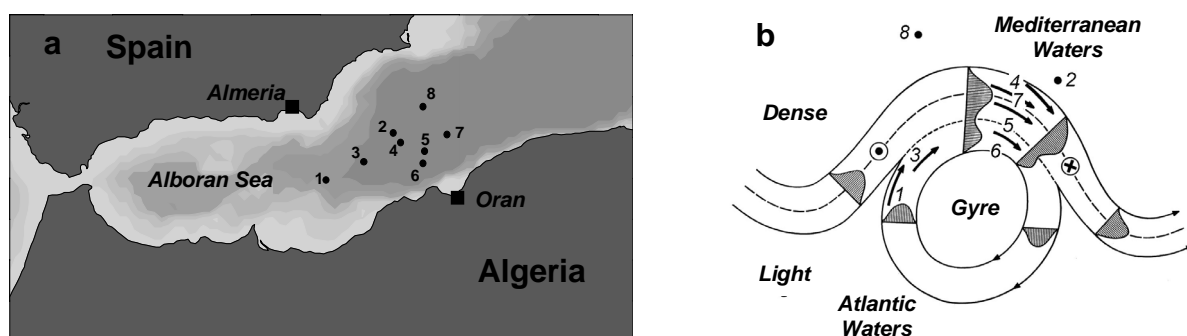 a
Spain
Almeria
8
2
7
4
5
3
6
1
Alboran Sea
Oran
Algeria
b
8
Mediterranean
Waters
4
2
7
Dense
5
3
6
1
Gyre
Light
Atlantic
Waters